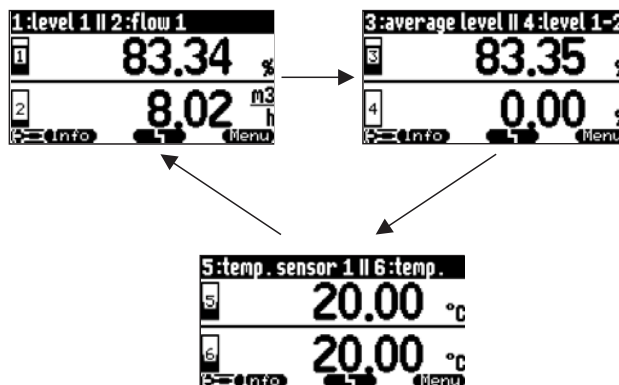 1:level 1 II 2:flow 1
1 83.34 %
2 8.02 m3
h
Info Menu
3:average level II 4:level 1-2
3 83.35 %
4 0.00
Info Menu
5:temp. sensor 1 II 6:temp.
5 20.00 °C
6 20.00 °C
Info Menu